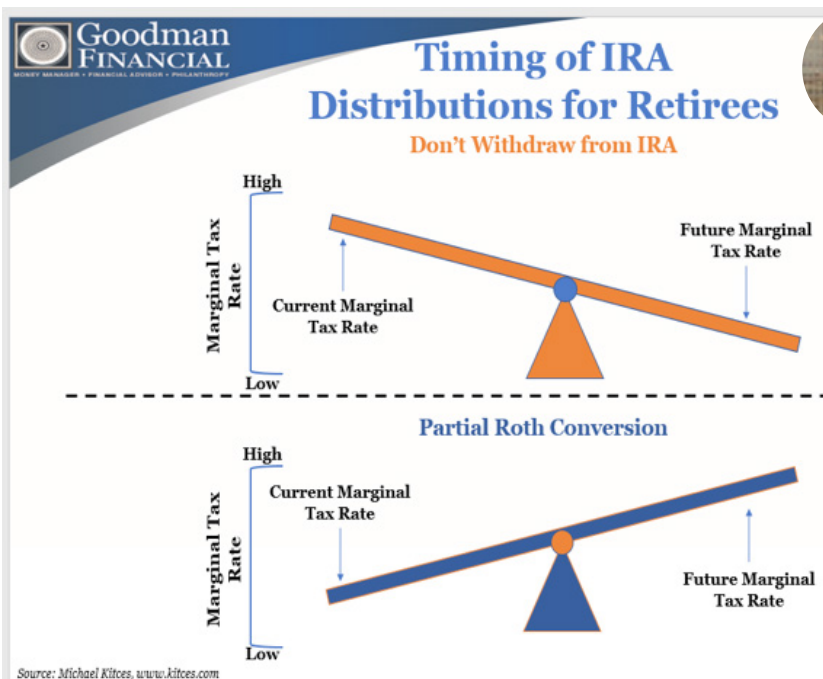 Goodman
FINANCIAL
MONEY MANAGER • FINANCIAL ADVISOR • PHILANTHROPY
Timing of IRA
Distributions for Retirees
Don't Withdraw from IRA
High
Marginal Tax
Rate
Low
Current Marginal
Tax Rate
Future Marginal
Tax Rate
Partial Roth Conversion
High
Marginal Tax
Rate
Low
Current Marginal
Tax Rate
Future Marginal
Tax Rate
Source: Michael Kitces, www.kitces.com